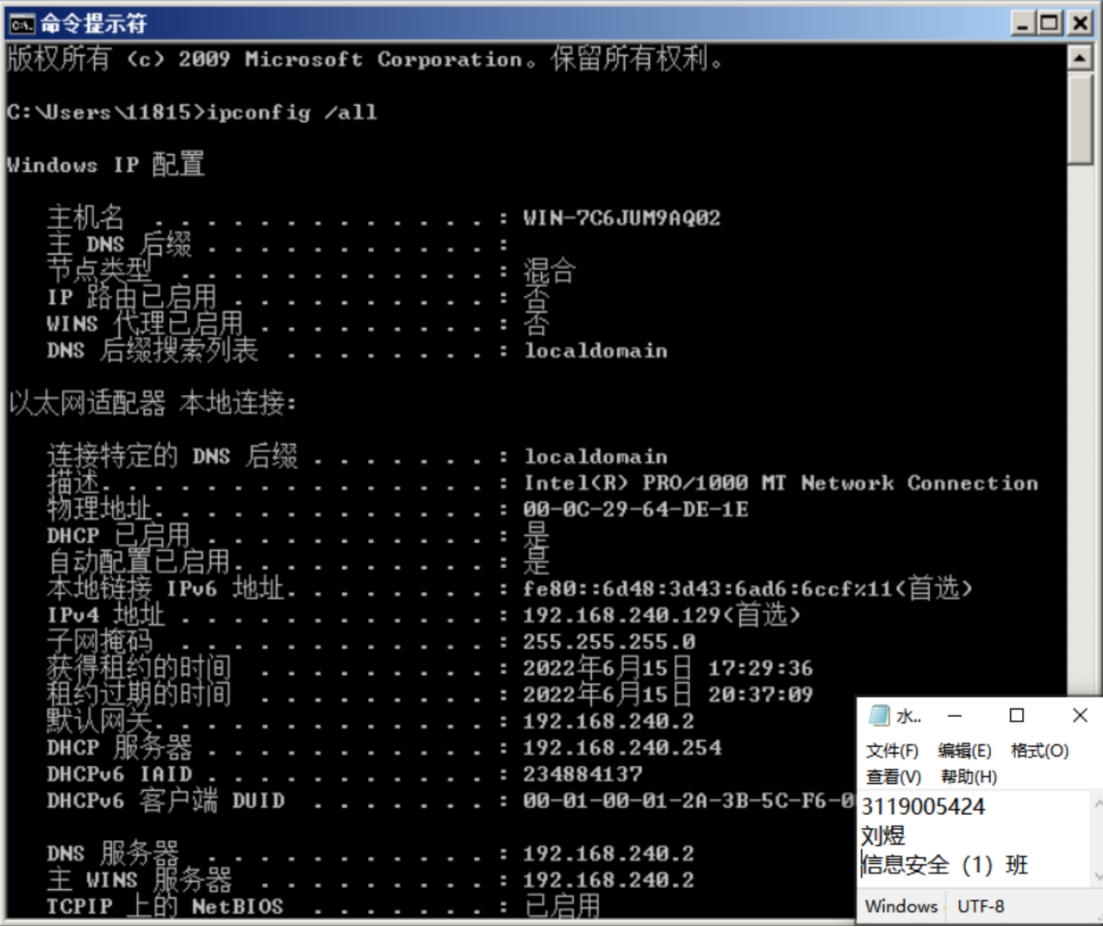 命令提示符
版权所有 (c) 2009 Microsoft Corporation。保留所有权利。
C:\Users\11815>ipconfig /all
Windows IP 配置
主机名 . . . . . . . . . . . . . : WIN-7C6JUM9AQ02
主 DNS 后缀 . . . . . . . . . . . :
节点类型 . . . . . . . . . . . . : 混合
IP 路由已启用 . . . . . . . . . . : 否
WINS 代理已启用 . . . . . . . . . : 否
DNS 后缀搜索列表 . . . . . . . . : localdomain
以太网适配器 本地连接:
连接特定的 DNS 后缀 . . . . . . . : localdomain
描述. . . . . . . . . . . . . . . : Intel(R) PRO/1000 MT Network Connection
物理地址. . . . . . . . . . . . . : 00-0C-29-64-DE-1E
DHCP 已启用 . . . . . . . . . . . : 是
自动配置已启用. . . . . . . . . . : 是
本地链接 IPv6 地址. . . . . . . . : fe80::6d48:3d43:6ad6:6ccf%11(首选)
IPv4 地址 . . . . . . . . . . . . : 192.168.240.129(首选)
子网掩码 . . . . . . . . . . . . : 255.255.255.0
获得租约的时间 . . . . . . . . . : 2022年6月15日 17:29:36
租约过期的时间 . . . . . . . . . : 2022年6月15日 20:37:09
默认网关. . . . . . . . . . . . . : 192.168.240.2
DHCP 服务器 . . . . . . . . . . . : 192.168.240.254
DHCPv6 IAID . . . . . . . . . . . : 234884137
DHCPv6 客户端 DUID . . . . . . . : 00-01-00-01-2A-3B-5C-F6-0
DNS 服务器 . . . . . . . . . . . : 192.168.240.2
主 WINS 服务器 . . . . . . . . . : 192.168.240.2
TCPIP 上的 NetBIOS . . . . . . . : 已启用
水..
文件(F) 编辑(E) 格式(O)
查看(V) 帮助(H)
3119005424
刘煜
信息安全（1）班
Windows UTF-8